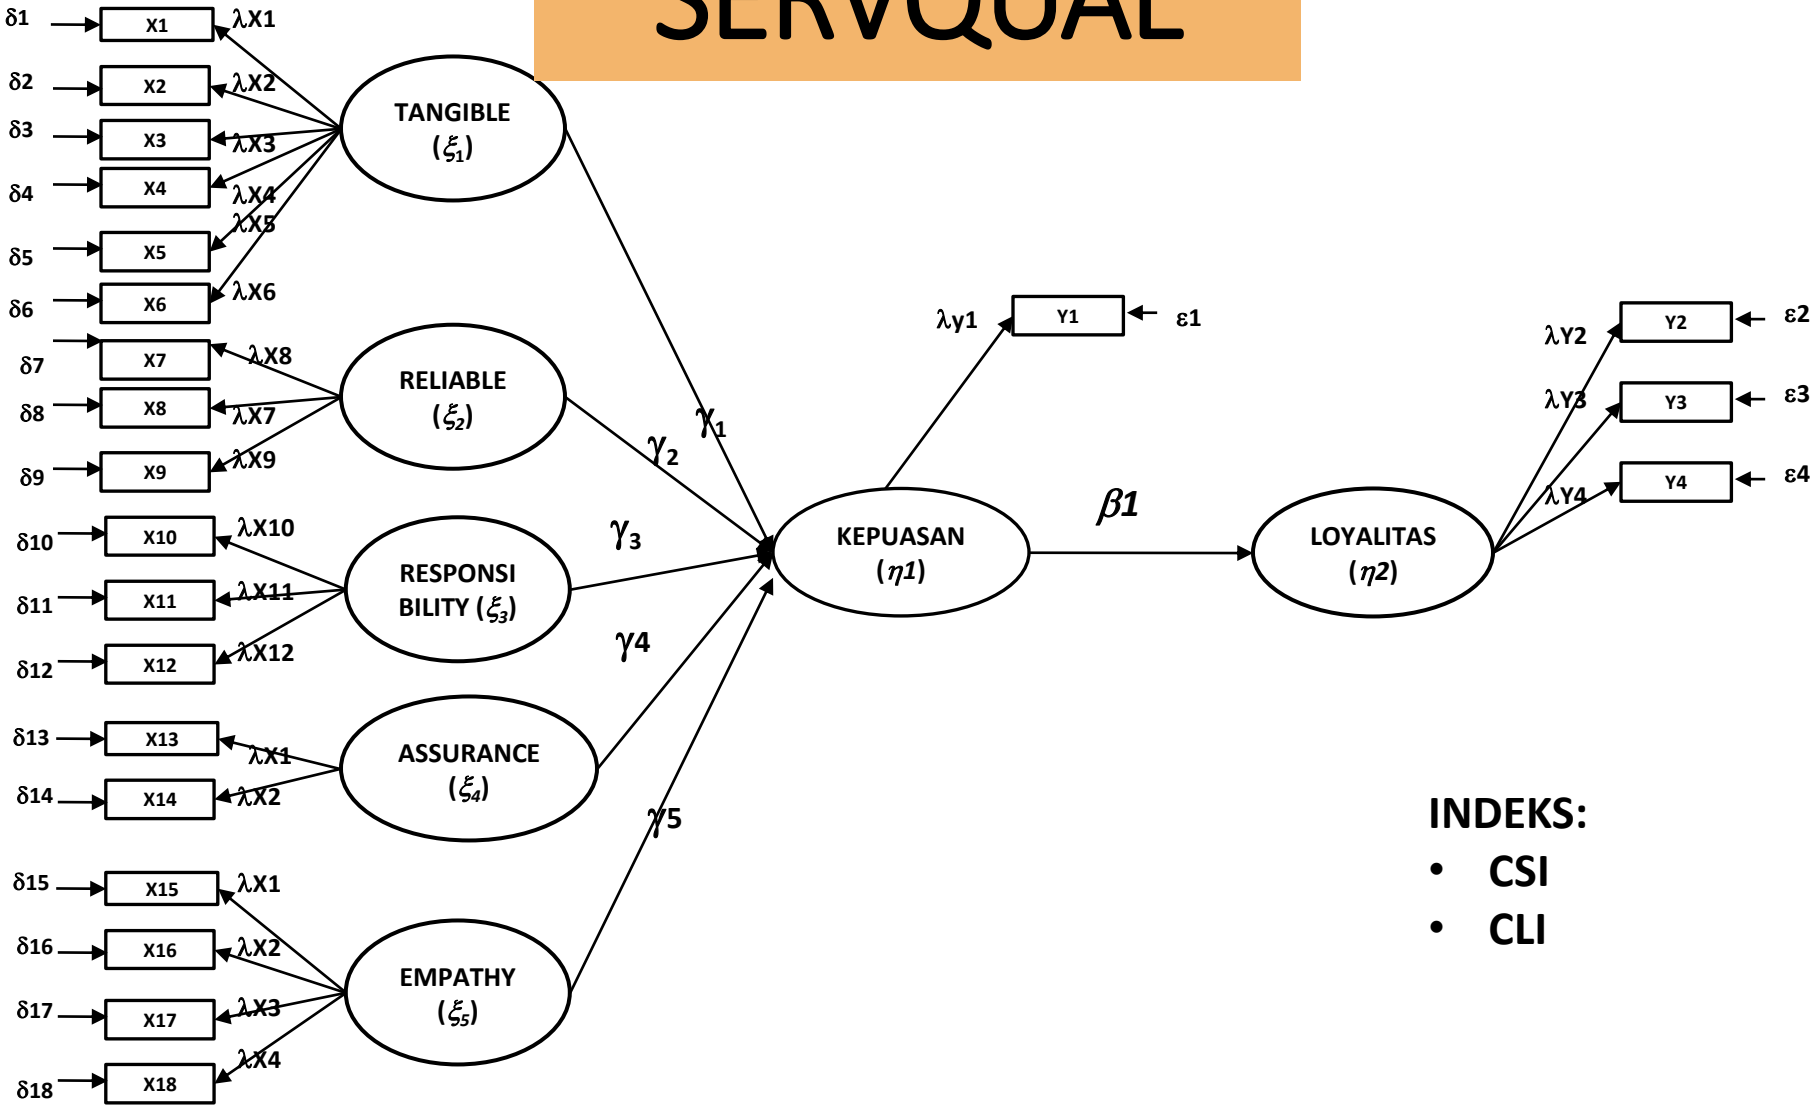 SERVQUAL
δ1
X1
λX1
δ2
X2
λX2
δ3
X3
λX3
δ4
X4
λX4
δ5
X5
λX5
δ6
X6
λX6
TANGIBLE
(ξ1)
δ7
X7
λX8
δ8
X8
λX7
δ9
X9
λX9
RELIABLE
(ξ2)
δ10
X10
λX10
δ11
X11
λX11
δ12
X12
λX12
RESPONSI
BILITY (ξ3)
δ13
X13
λX1
δ14
X14
λX2
ASSURANCE
(ξ4)
δ15
X15
λX1
δ16
X16
λX2
δ17
X17
λX3
δ18
X18
λX4
EMPATHY
(ξ5)
γ1
γ2
γ3
γ4
γ5
λy1
Y1
ε1
KEPUASAN
(η1)
β1
LOYALITAS
(η2)
λY2
Y2
ε2
λY3
Y3
ε3
λY4
Y4
ε4
INDEKS:
• CSI
• CLI